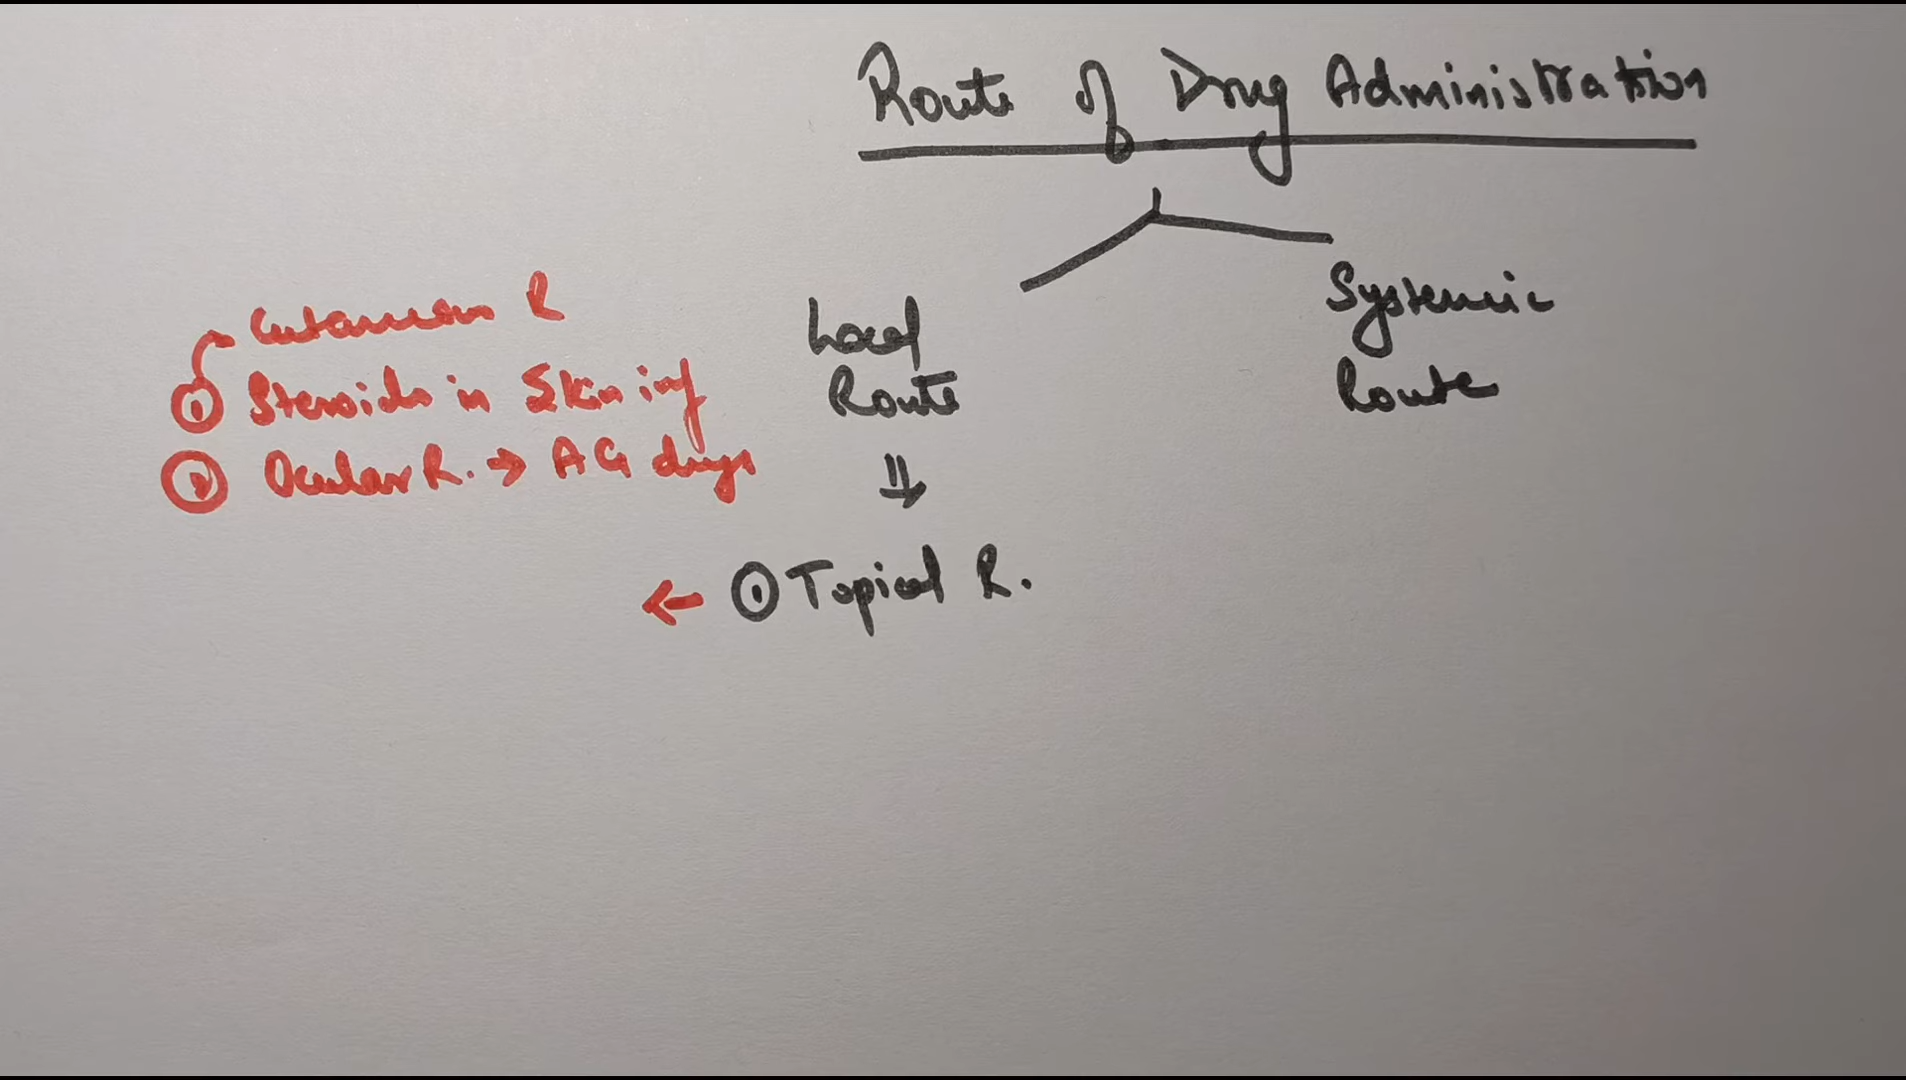 Route of Drug Administration
Local
Route
Systemic
Route
Cutaneous R
① Steroids in Skin inf
② Ocular R. → AG drugs
⇓
← ① Topical R.